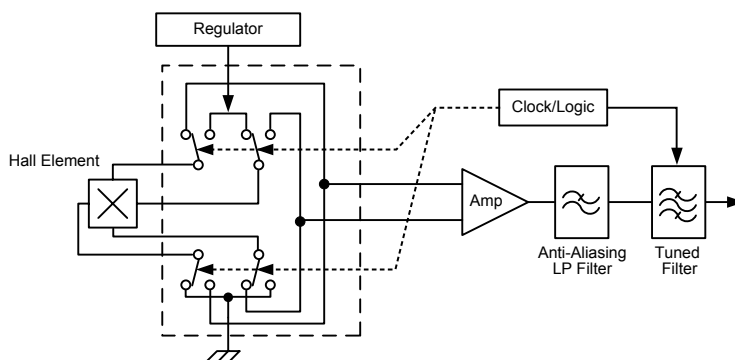 Regulator
Clock/Logic
Hall Element
Amp
Anti-Aliasing
LP Filter
Tuned
Filter